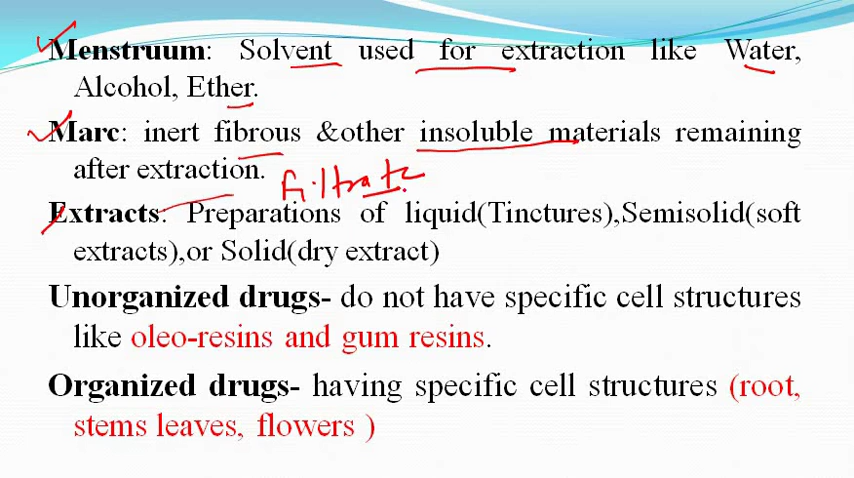 Menstruum: Solvent used for extraction like Water,
Alcohol, Ether.
Marc: inert fibrous &other insoluble materials remaining
after extraction.
Filtrate
Extracts: Preparations of liquid(Tinctures),Semisolid(soft
extracts),or Solid(dry extract)
Unorganized drugs- do not have specific cell structures
like oleo-resins and gum resins.
Organized drugs- having specific cell structures (root,
stems leaves, flowers )